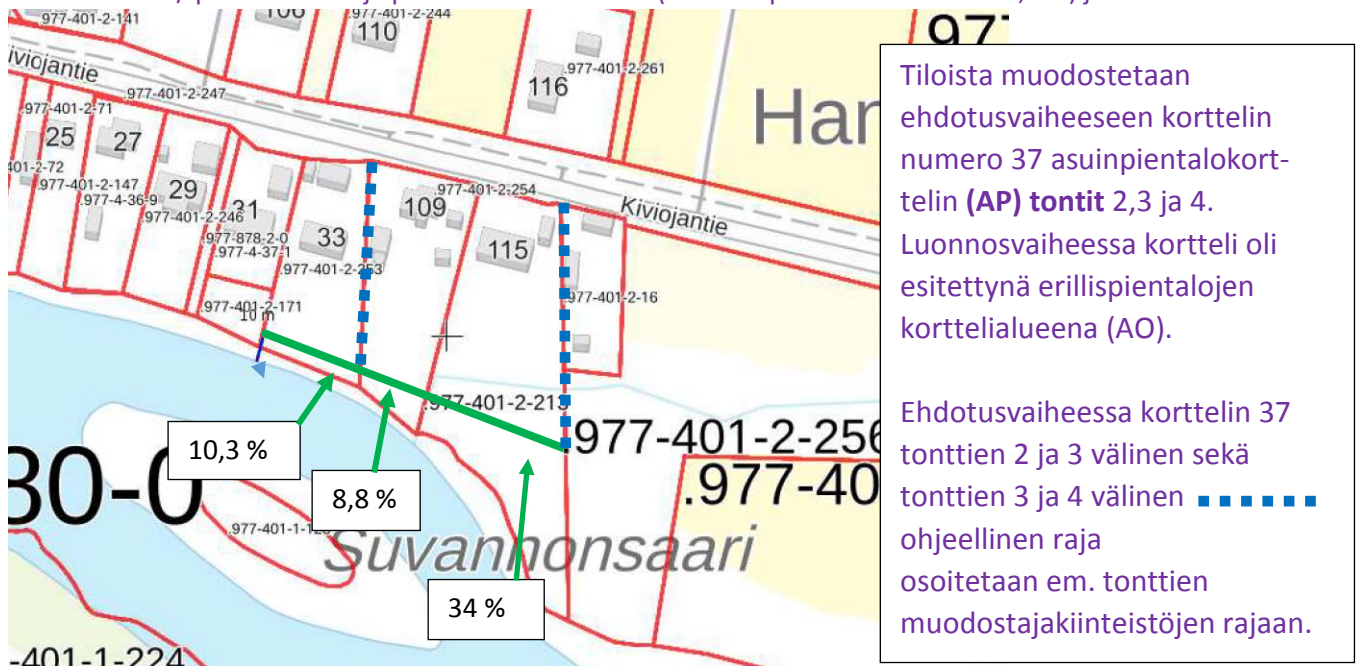 .977-401-2-141
106
.977-401-2-244
110
97
116
.977-401-2-261
Kiviojantie
.977-401-2-247
.977-401-2-71
25
27
Han
401-2-72
.977-401-2-147
.977-4-36-9
29
.977-401-2-246
31
.977-878-2-0
.977-4-37-1
33
.977-401-2-253
.977-401-2-254
109
115
Kiviojantie
.977-401-2-16
.977-401-2-171
10 m
.977-401-2-213
.977-401-2-256
.977-40
10,3 %
8,8 %
34 %
80-0
.977-401-1-128
Suvannonsaari
-401-1-224
Tiloista muodostetaan
ehdotusvaiheeseen korttelin
numero 37 asuinpientalokort-
telin (AP) tontit 2,3 ja 4.
Luonnosvaiheessa kortteli oli
esitettynä erillispientalojen
korttelialueena (AO).
Ehdotusvaiheessa korttelin 37
tonttien 2 ja 3 välinen sekä
tonttien 3 ja 4 välinen
ohjeellinen raja
osoitetaan em. tonttien
muodostajakiinteistöjen rajaan.